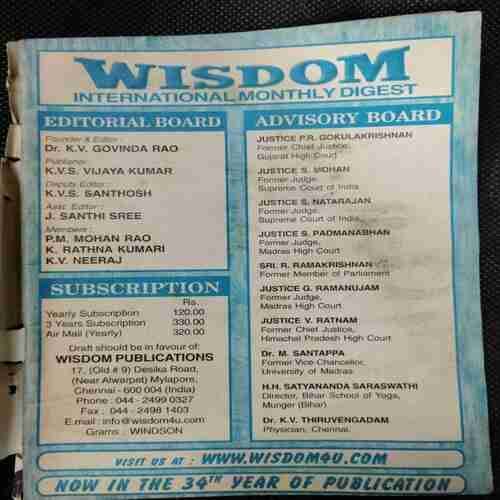 WISDOM
INTERNATIONAL MONTHLY DIGEST
EDITORIAL BOARD
Founder & Editor :
Dr. K.V. GOVINDA RAO
Publisher :
K.V.S. VIJAYA KUMAR
Deputy Editor :
K.V.S. SANTHOSH
Asst. Editor :
J. SANTHI SREE
Members :
P.M. MOHAN RAO
K. RATHNA KUMARI
K.V. NEERAJ
SUBSCRIPTION
Rs.
Yearly Subscription 120.00
3 Years Subscription 330.00
Air Mail (Yearly) 320.00
Draft should be in favour of:
WISDOM PUBLICATIONS
17, (Old # 9) Desika Road,
(Near Alwarpet) Mylapore,
Chennai - 600 004 (India)
Phone : 044 - 2499 0327
Fax : 044 - 2498 1403
E.mail : info@wisdom4u.com
Grams : WINDSON
ADVISORY BOARD
JUSTICE P.R. GOKULAKRISHNAN
Former Chief Justice,
Gujarat High Court
JUSTICE S. MOHAN
Former Judge,
Supreme Court of India
JUSTICE S. NATARAJAN
Former Judge,
Supreme Court of India
JUSTICE S. PADMANABHAN
Former Judge,
Madras High Court
SRI. R. RAMAKRISHNAN
Former Member of Parliament
JUSTICE G. RAMANUJAM
Former Judge,
Madras High Court
JUSTICE V. RATNAM
Former Chief Justice,
Himachal Pradesh High Court
Dr. M. SANTAPPA
Former Vice Chancellor,
University of Madras
H.H. SATYANANDA SARASWATHI
Director, Bihar School of Yoga,
Munger (Bihar)
Dr. K.V. THIRUVENGADAM
Physician, Chennai.
VISIT US AT : WWW.WISDOM4U.COM
NOW IN THE 34TH YEAR OF PUBLICATION